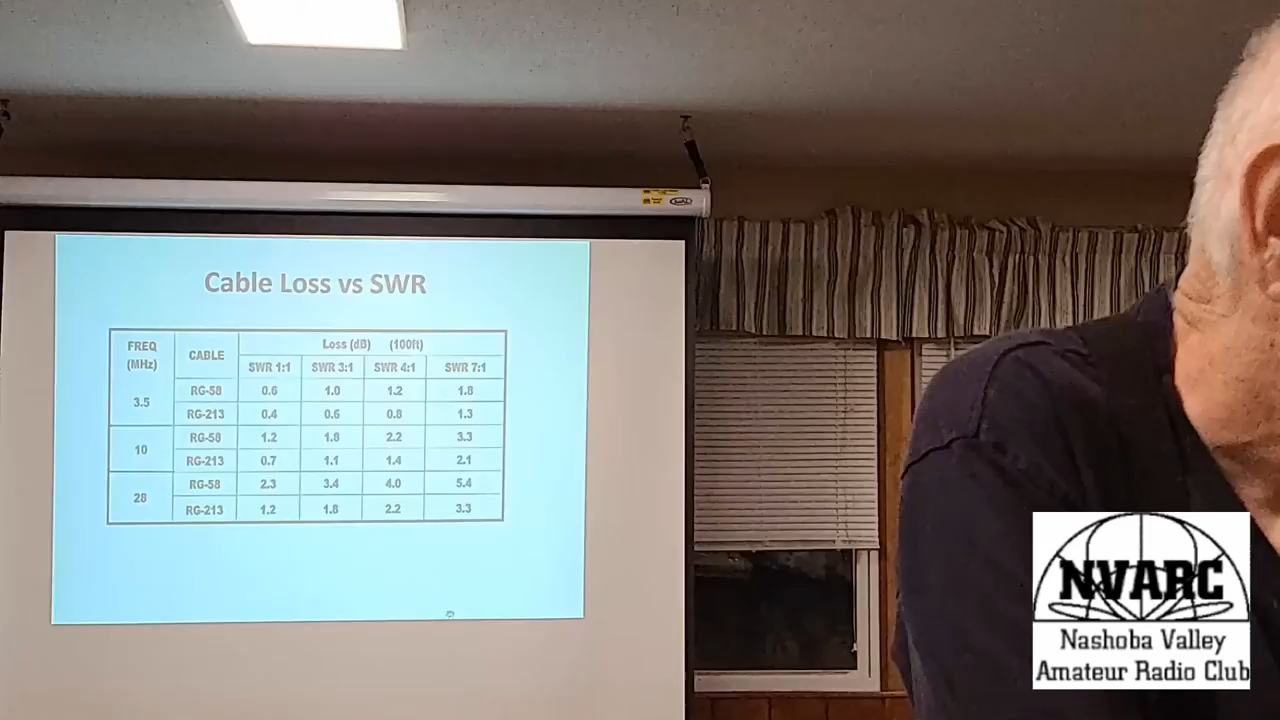 Cable Loss vs SWR
FREQ (MHz) CABLE Loss (dB) (100ft)
SWR 1:1 SWR 3:1 SWR 4:1 SWR 7:1
3.5 RG-58 0.6 1.0 1.2 1.8
RG-213 0.4 0.6 0.8 1.3
10 RG-58 1.2 1.8 2.2 3.3
RG-213 0.7 1.1 1.4 2.1
28 RG-58 2.3 3.4 4.0 5.4
RG-213 1.2 1.8 2.2 3.3
NVARC
Nashoba Valley
Amateur Radio Club